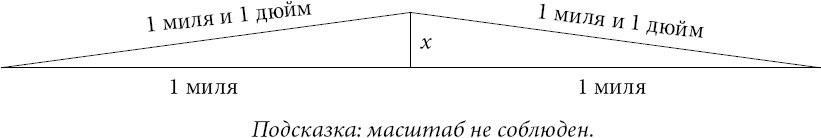 1 миля и 1 дюйм
1 миля и 1 дюйм
x
1 миля
1 миля
Подсказка: масштаб не соблюден.